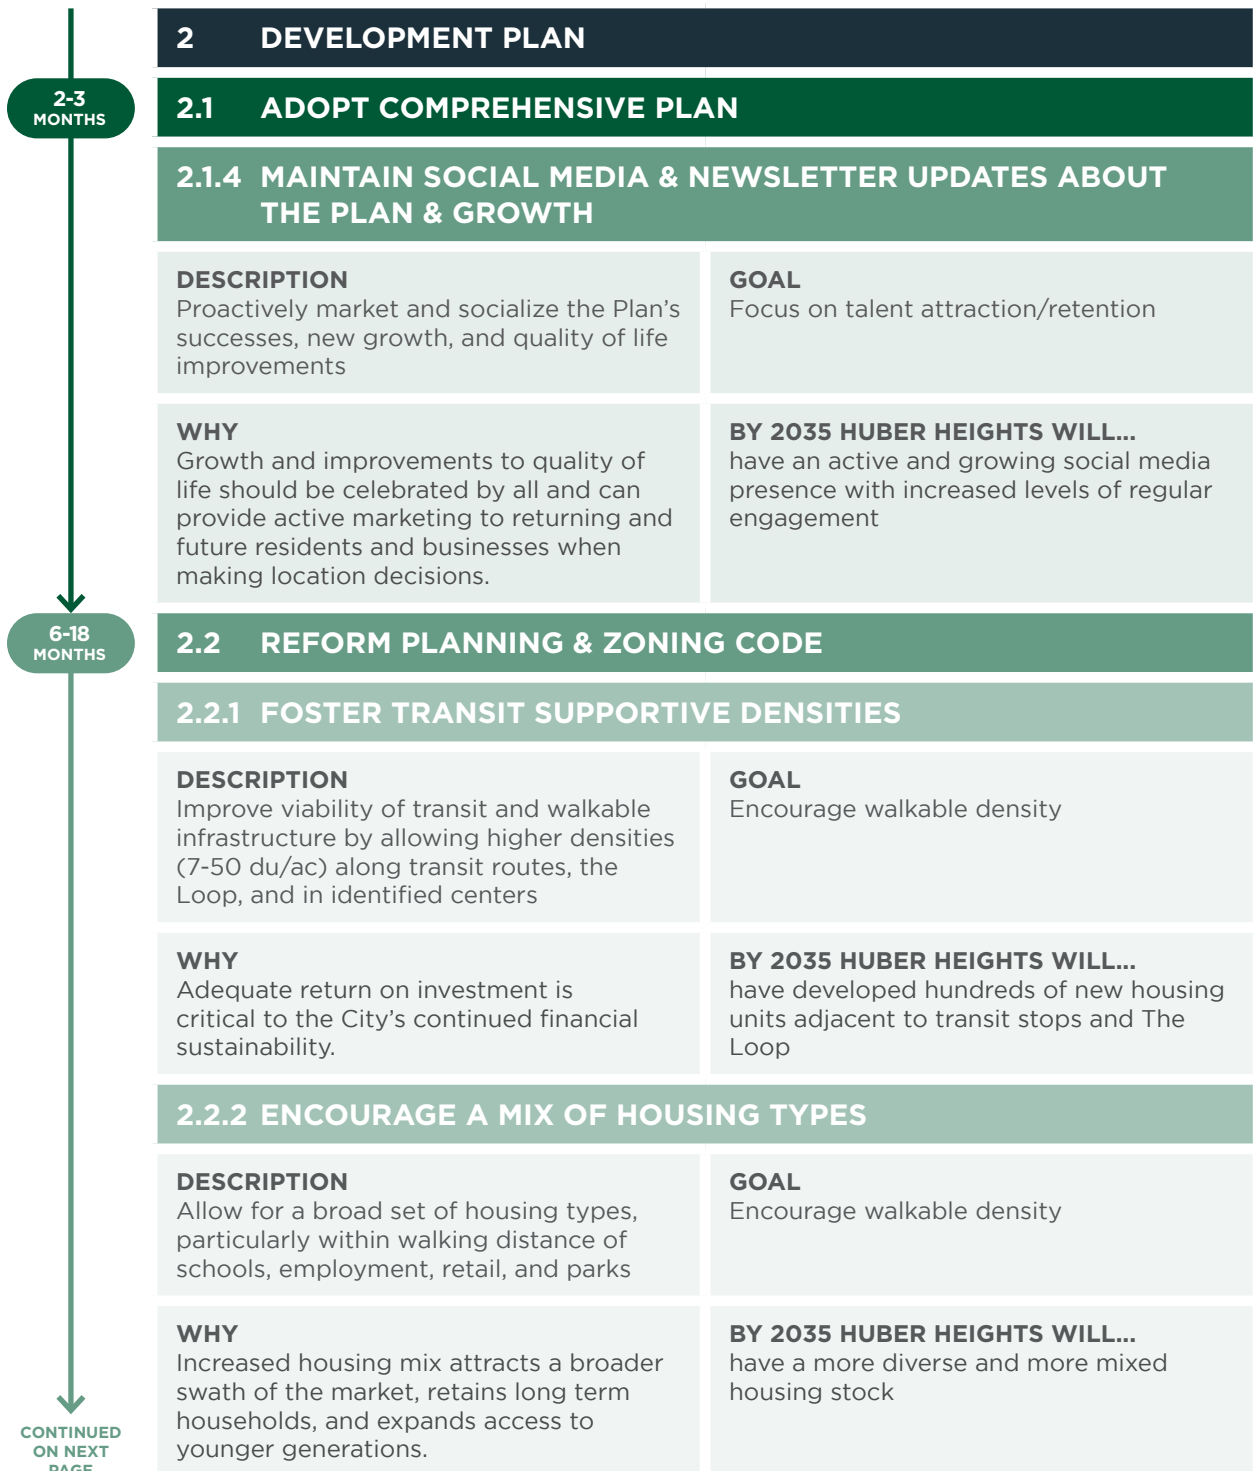 2 DEVELOPMENT PLAN
2-3
MONTHS
2.1 ADOPT COMPREHENSIVE PLAN
2.1.4 MAINTAIN SOCIAL MEDIA & NEWSLETTER UPDATES ABOUT
THE PLAN & GROWTH
DESCRIPTION
Proactively market and socialize the Plan's
successes, new growth, and quality of life
improvements
GOAL
Focus on talent attraction/retention
WHY
Growth and improvements to quality of
life should be celebrated by all and can
provide active marketing to returning and
future residents and businesses when
making location decisions.
BY 2035 HUBER HEIGHTS WILL...
have an active and growing social media
presence with increased levels of regular
engagement
6-18
MONTHS
2.2 REFORM PLANNING & ZONING CODE
2.2.1 FOSTER TRANSIT SUPPORTIVE DENSITIES
DESCRIPTION
Improve viability of transit and walkable
infrastructure by allowing higher densities
(7-50 du/ac) along transit routes, the
Loop, and in identified centers
GOAL
Encourage walkable density
WHY
Adequate return on investment is
critical to the City's continued financial
sustainability.
BY 2035 HUBER HEIGHTS WILL...
have developed hundreds of new housing
units adjacent to transit stops and The
Loop
2.2.2 ENCOURAGE A MIX OF HOUSING TYPES
DESCRIPTION
Allow for a broad set of housing types,
particularly within walking distance of
schools, employment, retail, and parks
GOAL
Encourage walkable density
WHY
Increased housing mix attracts a broader
swath of the market, retains long term
households, and expands access to
younger generations.
BY 2035 HUBER HEIGHTS WILL...
have a more diverse and more mixed
housing stock
CONTINUED
ON NEXT
PAGE